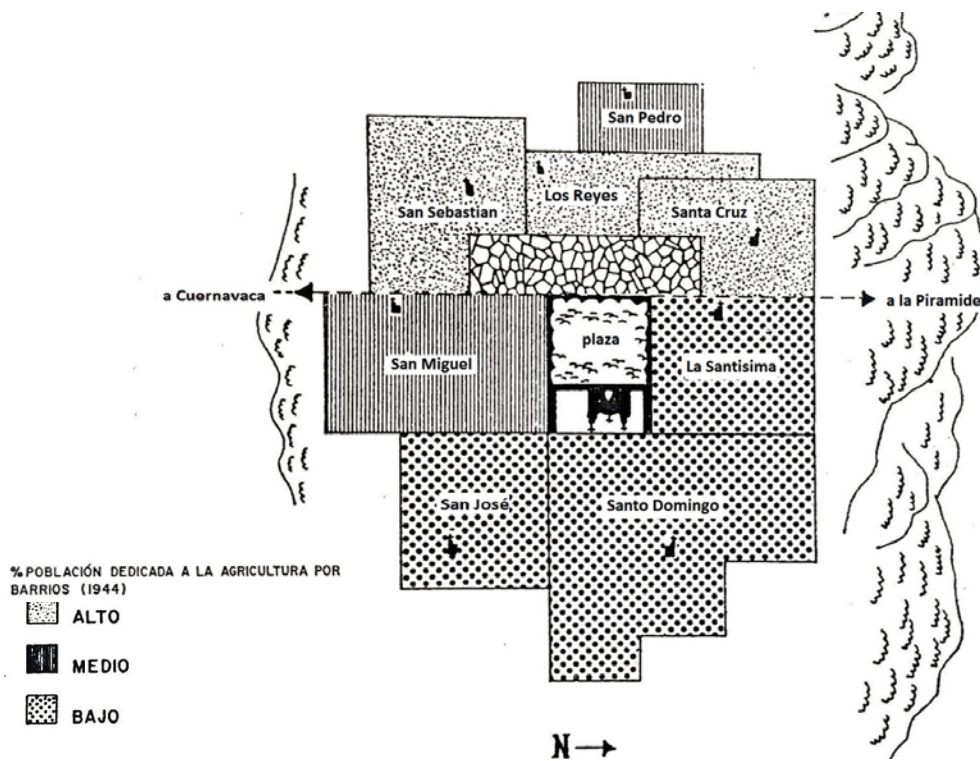 San Pedro
Los Reyes
San Sebastian
Santa Cruz
a Cuernavaca
a la Piramide
plaza
San Miguel
La Santisima
San José
Santo Domingo
% POBLACIÓN DEDICADA A LA AGRICULTURA POR
BARRIOS (1944)
ALTO
MEDIO
BAJO
N